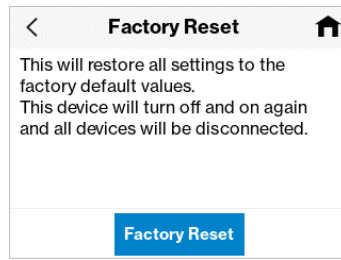 Factory Reset
This will restore all settings to the
factory default values.
This device will turn off and on again
and all devices will be disconnected.
Factory Reset